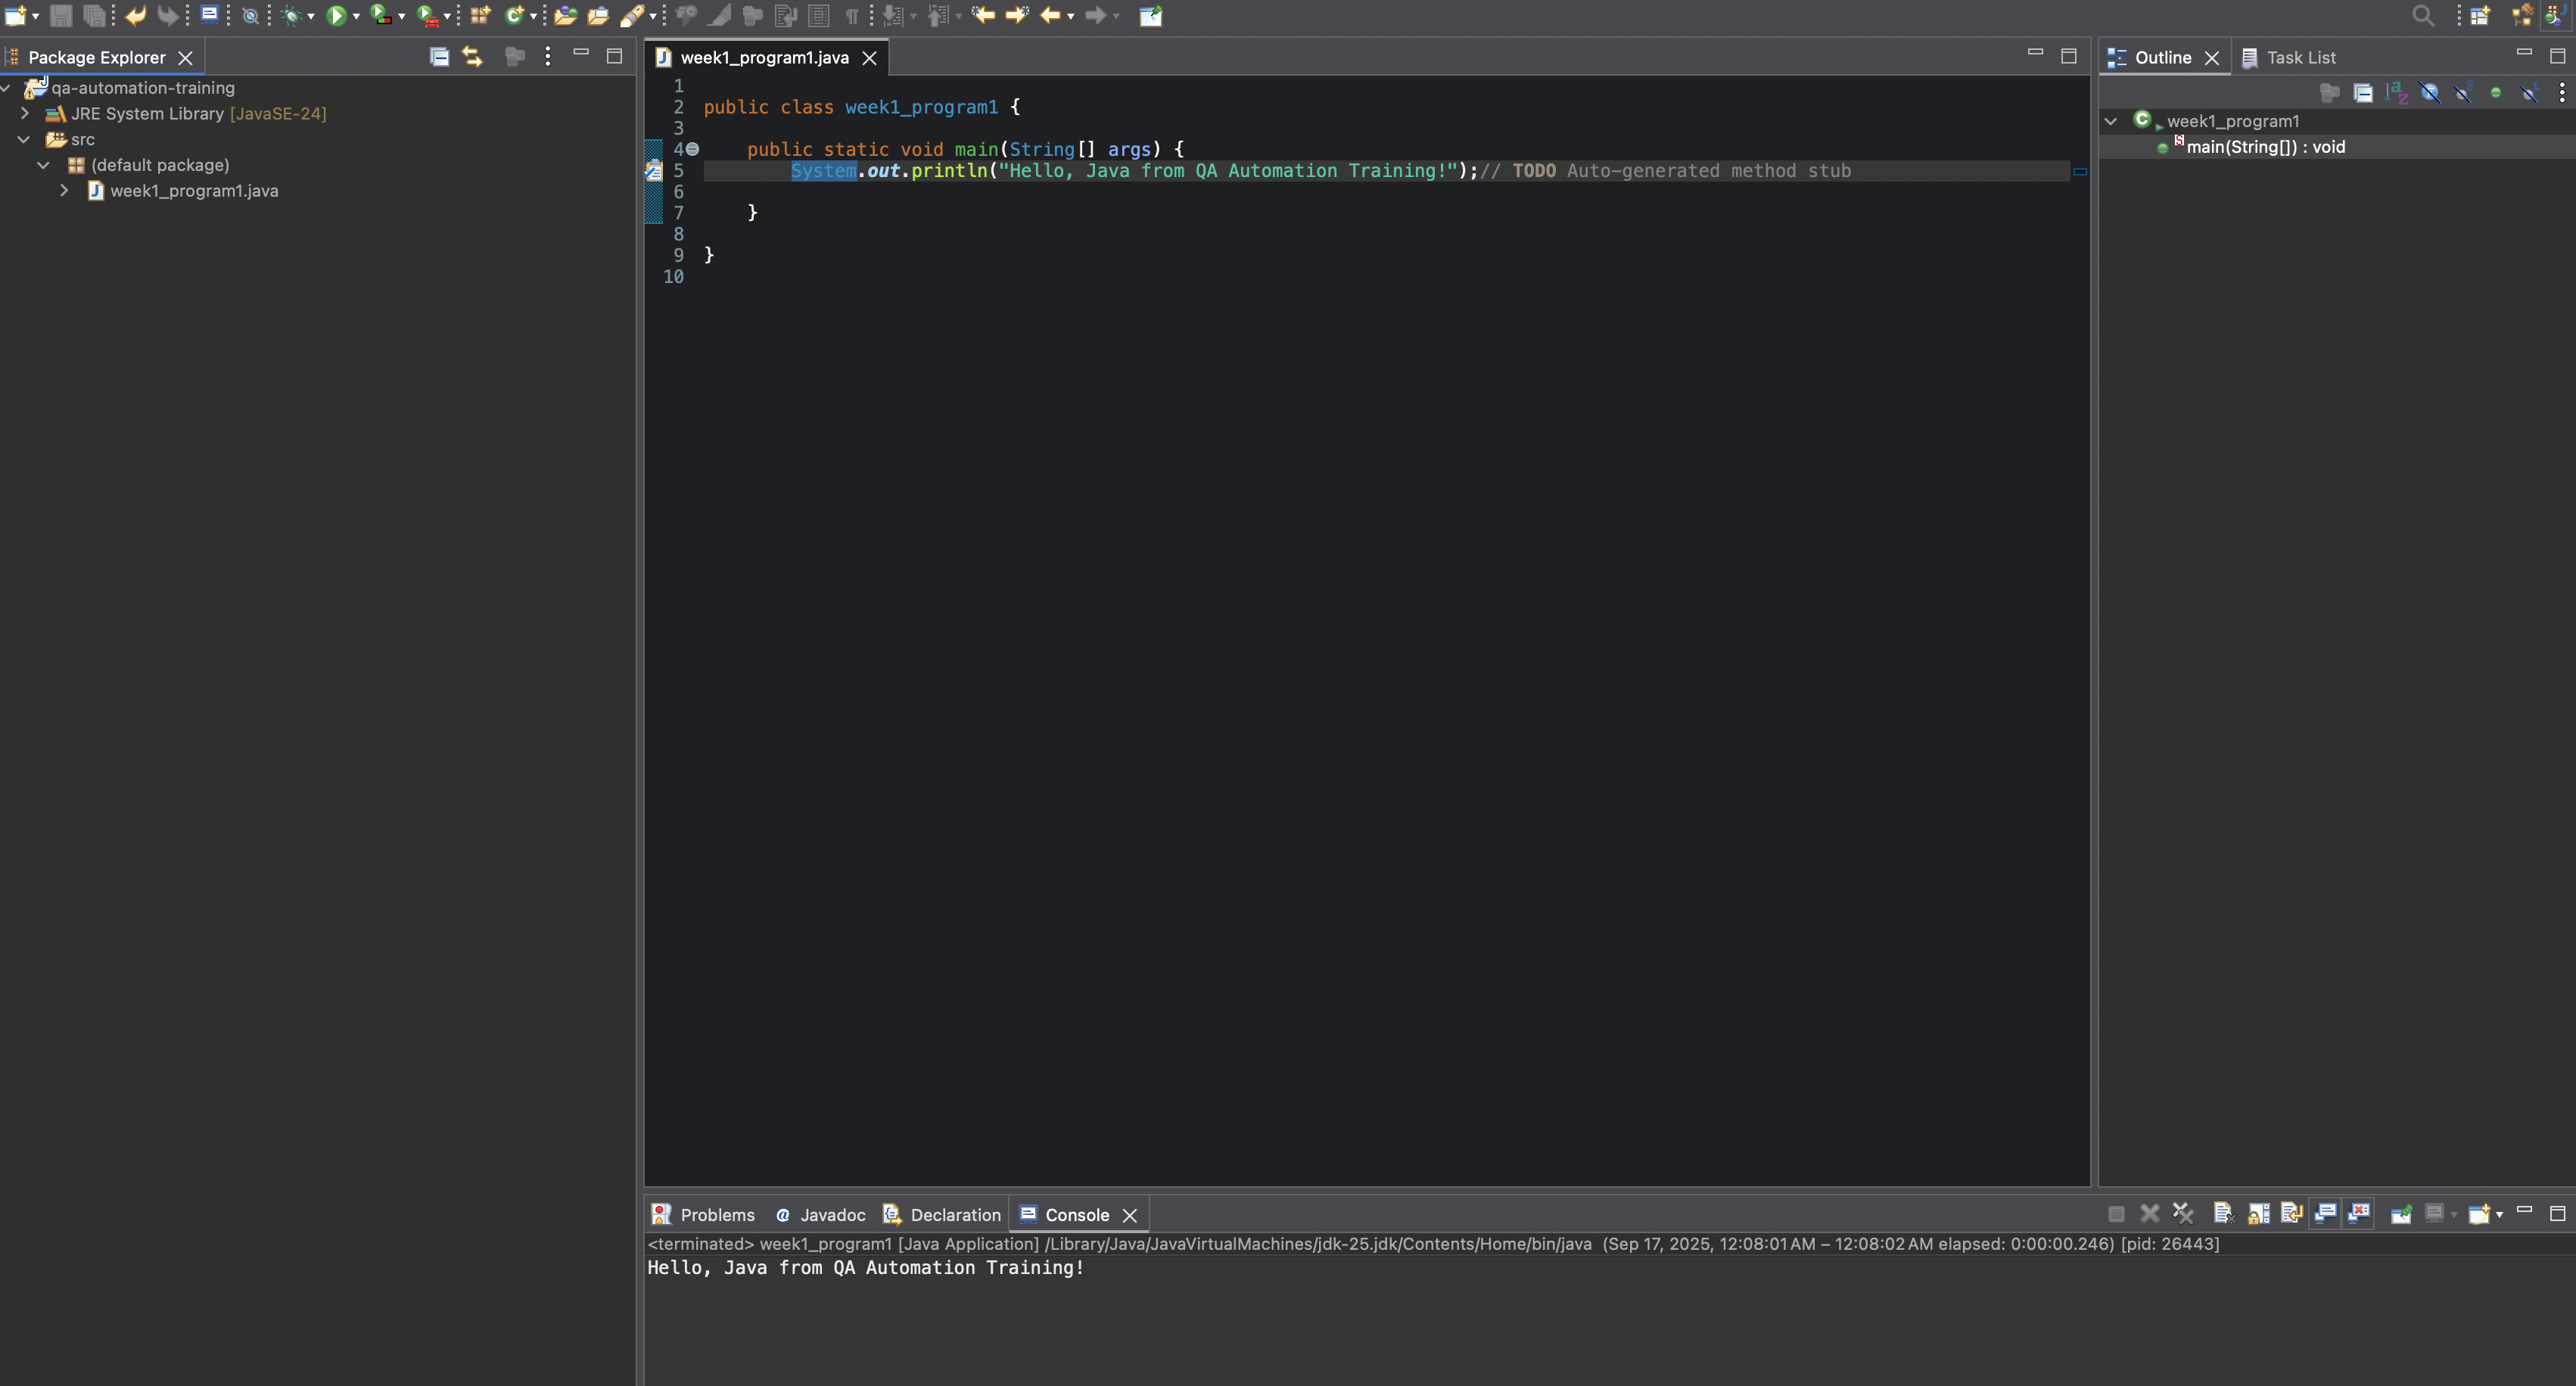 Package Explorer
qa-automation-training
JRE System Library [JavaSE-24]
src
(default package)
week1_program1.java
week1_program1.java
1
2 public class week1_program1 {
3
4 public static void main(String[] args) {
5 System.out.println("Hello, Java from QA Automation Training!");// TODO Auto-generated method stub
6
7 }
8
9 }
10
Outline Task List
week1_program1
main(String[]) : void
Problems Javadoc Declaration Console
<terminated> week1_program1 [Java Application] /Library/Java/JavaVirtualMachines/jdk-25.jdk/Contents/Home/bin/java (Sep 17, 2025, 12:08:01 AM – 12:08:02 AM elapsed: 0:00:00.246) [pid: 26443]
Hello, Java from QA Automation Training!